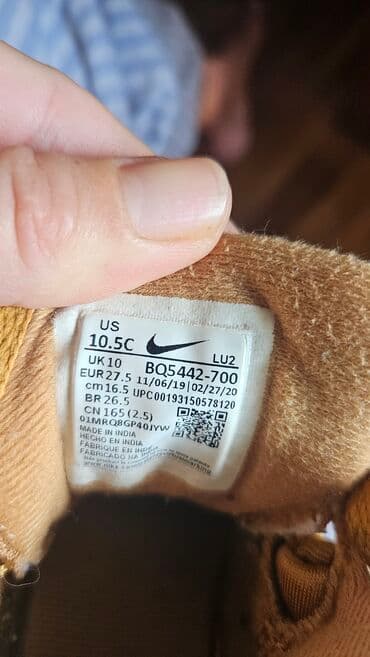 US
10.5C
LU2
UK 10 BQ5442-700
EUR 27.5 11/06/19 | 02/27/20
cm 16.5 UPC00193150578120
BR 26.5
CN 165 (2.5)
01MRQ8GP40IYW
MADE IN INDIA
HECHO EN INDIA
FABRIQUE EN INDE
FABRICADO NA INDIA